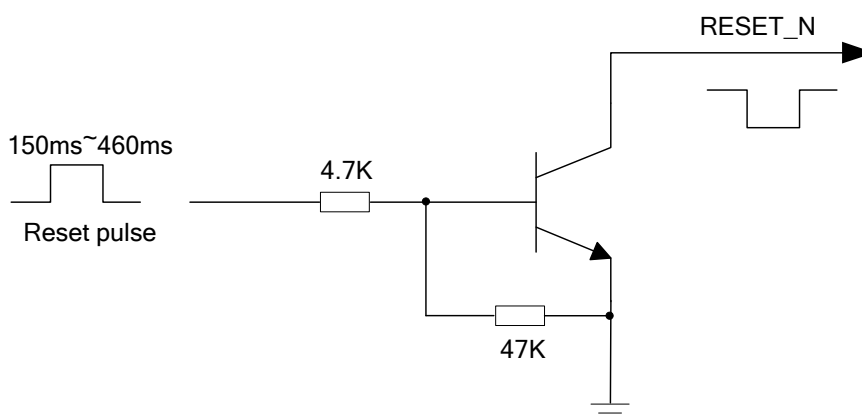 RESET_N
150ms~460ms
4.7K
Reset pulse
47K